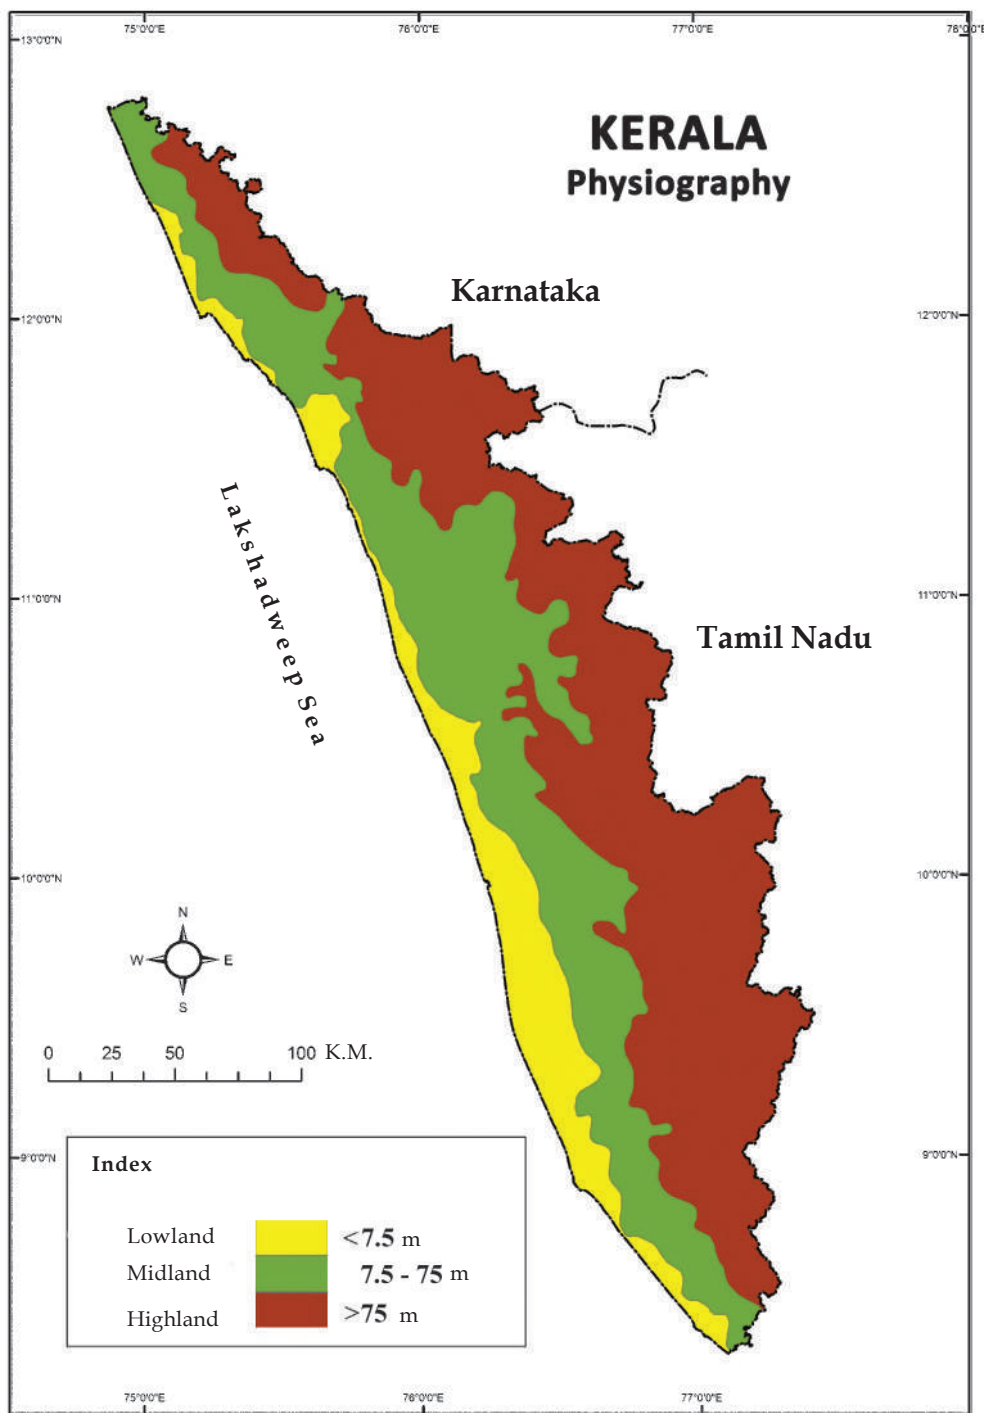 75°0'0"E 76°0'0"E 77°0'0"E 78°0'0"E
13°0'0"N
KERALA
Physiography
Karnataka
12°0'0"N 12°0'0"N
Lakshadweep Sea
11°0'0"N 11°0'0"N
Tamil Nadu
10°0'0"N 10°0'0"N
N
W E
S
0 25 50 100 K.M.
9°0'0"N 9°0'0"N
Index
Lowland <7.5 m
Midland 7.5 - 75 m
Highland >75 m
75°0'0"E 76°0'0"E 77°0'0"E